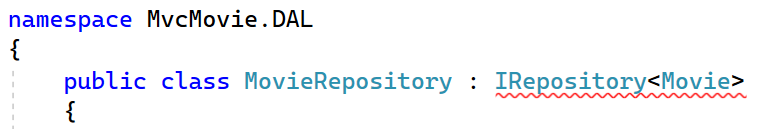 namespace MvcMovie.DAL
{
public class MovieRepository : IRepository<Movie>
{